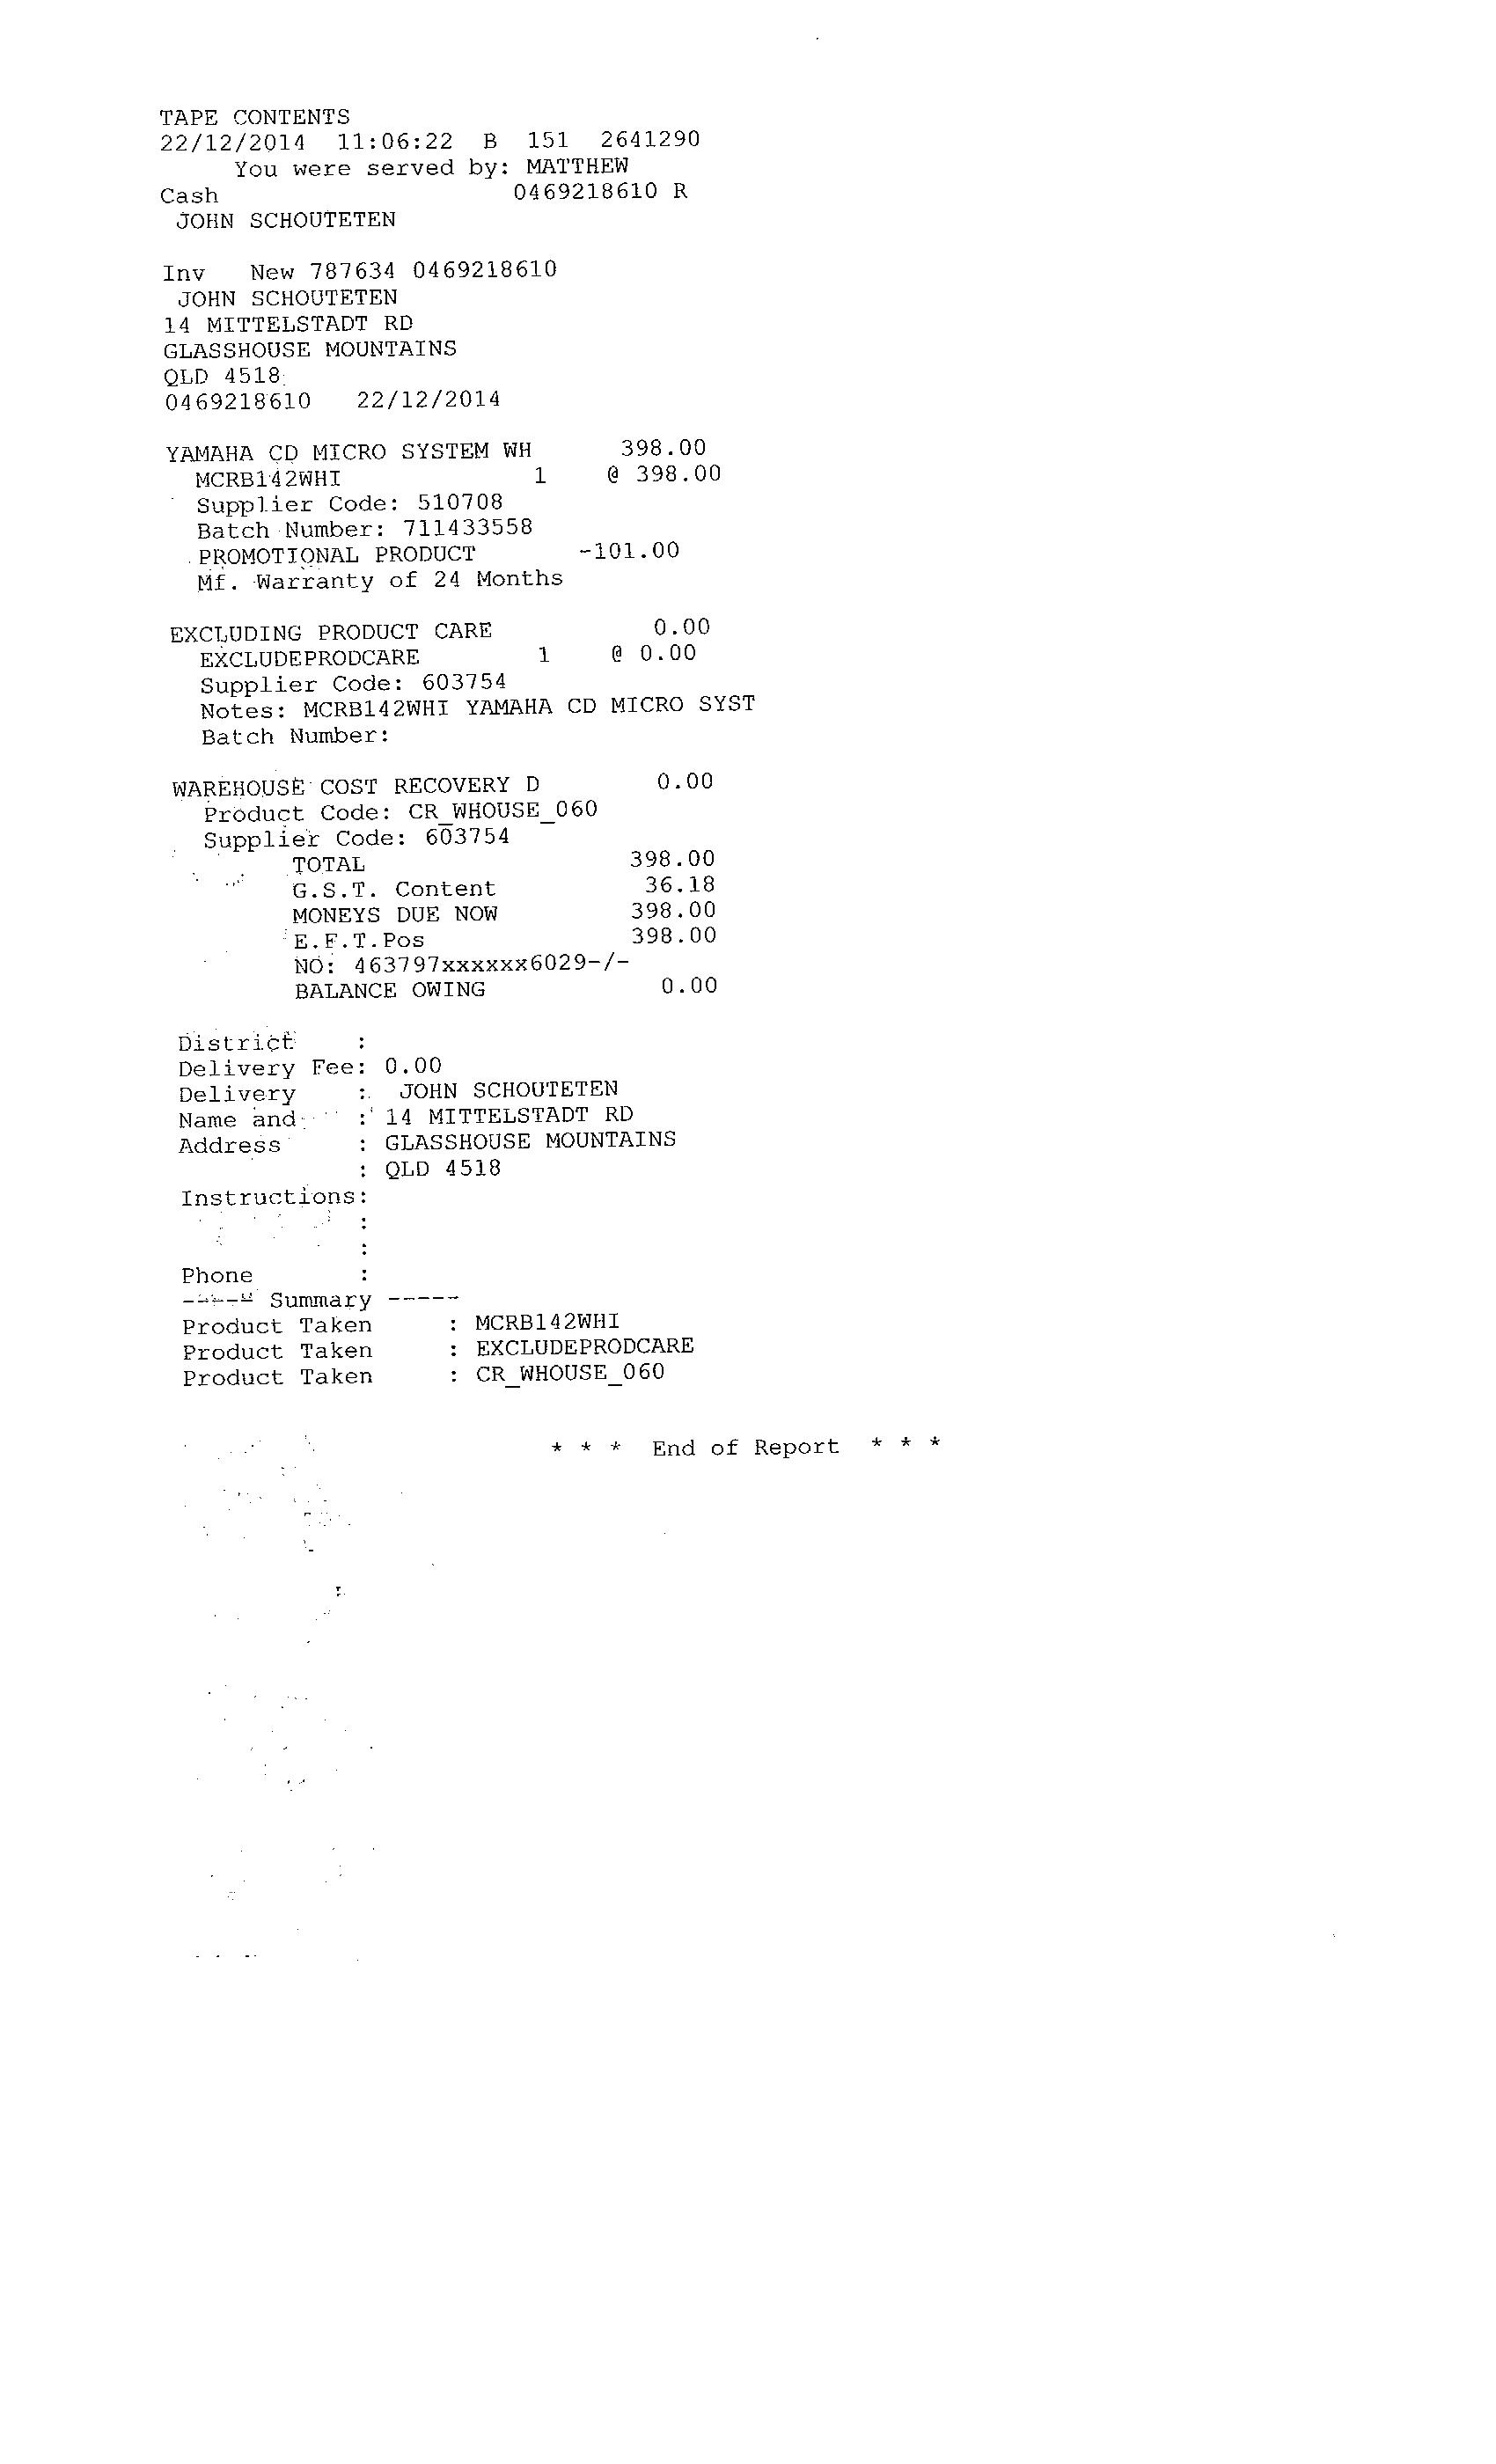 TAPE CONTENTS
22/12/2014 11:06:22 B 151 2641290
You were served by: MATTHEW
Cash 0469218610 R
JOHN SCHOUTETEN
Inv New 787634 0469218610
JOHN SCHOUTETEN
14 MITTELSTADT RD
GLASSHOUSE MOUNTAINS
QLD 4518
0469218610 22/12/2014
YAMAHA CD MICRO SYSTEM WH 398.00
MCRB142WHI 1 @ 398.00
Supplier Code: 510708
Batch Number: 711433558
PROMOTIONAL PRODUCT -101.00
Mf. Warranty of 24 Months
EXCLUDING PRODUCT CARE 0.00
EXCLUDEPRODCARE 1 @ 0.00
Supplier Code: 603754
Notes: MCRB142WHI YAMAHA CD MICRO SYST
Batch Number:
WAREHOUSE COST RECOVERY D 0.00
Product Code: CR_WHOUSE_060
Supplier Code: 603754
TOTAL 398.00
G.S.T. Content 36.18
MONEYS DUE NOW 398.00
E.F.T.Pos 398.00
NO: 463797xxxxxx6029-/-
BALANCE OWING 0.00
District :
Delivery Fee: 0.00
Delivery : JOHN SCHOUTETEN
Name and : 14 MITTELSTADT RD
Address : GLASSHOUSE MOUNTAINS
: QLD 4518
Instructions:
:
:
Phone :
----- Summary -----
Product Taken : MCRB142WHI
Product Taken : EXCLUDEPRODCARE
Product Taken : CR_WHOUSE_060
* * * End of Report * * *